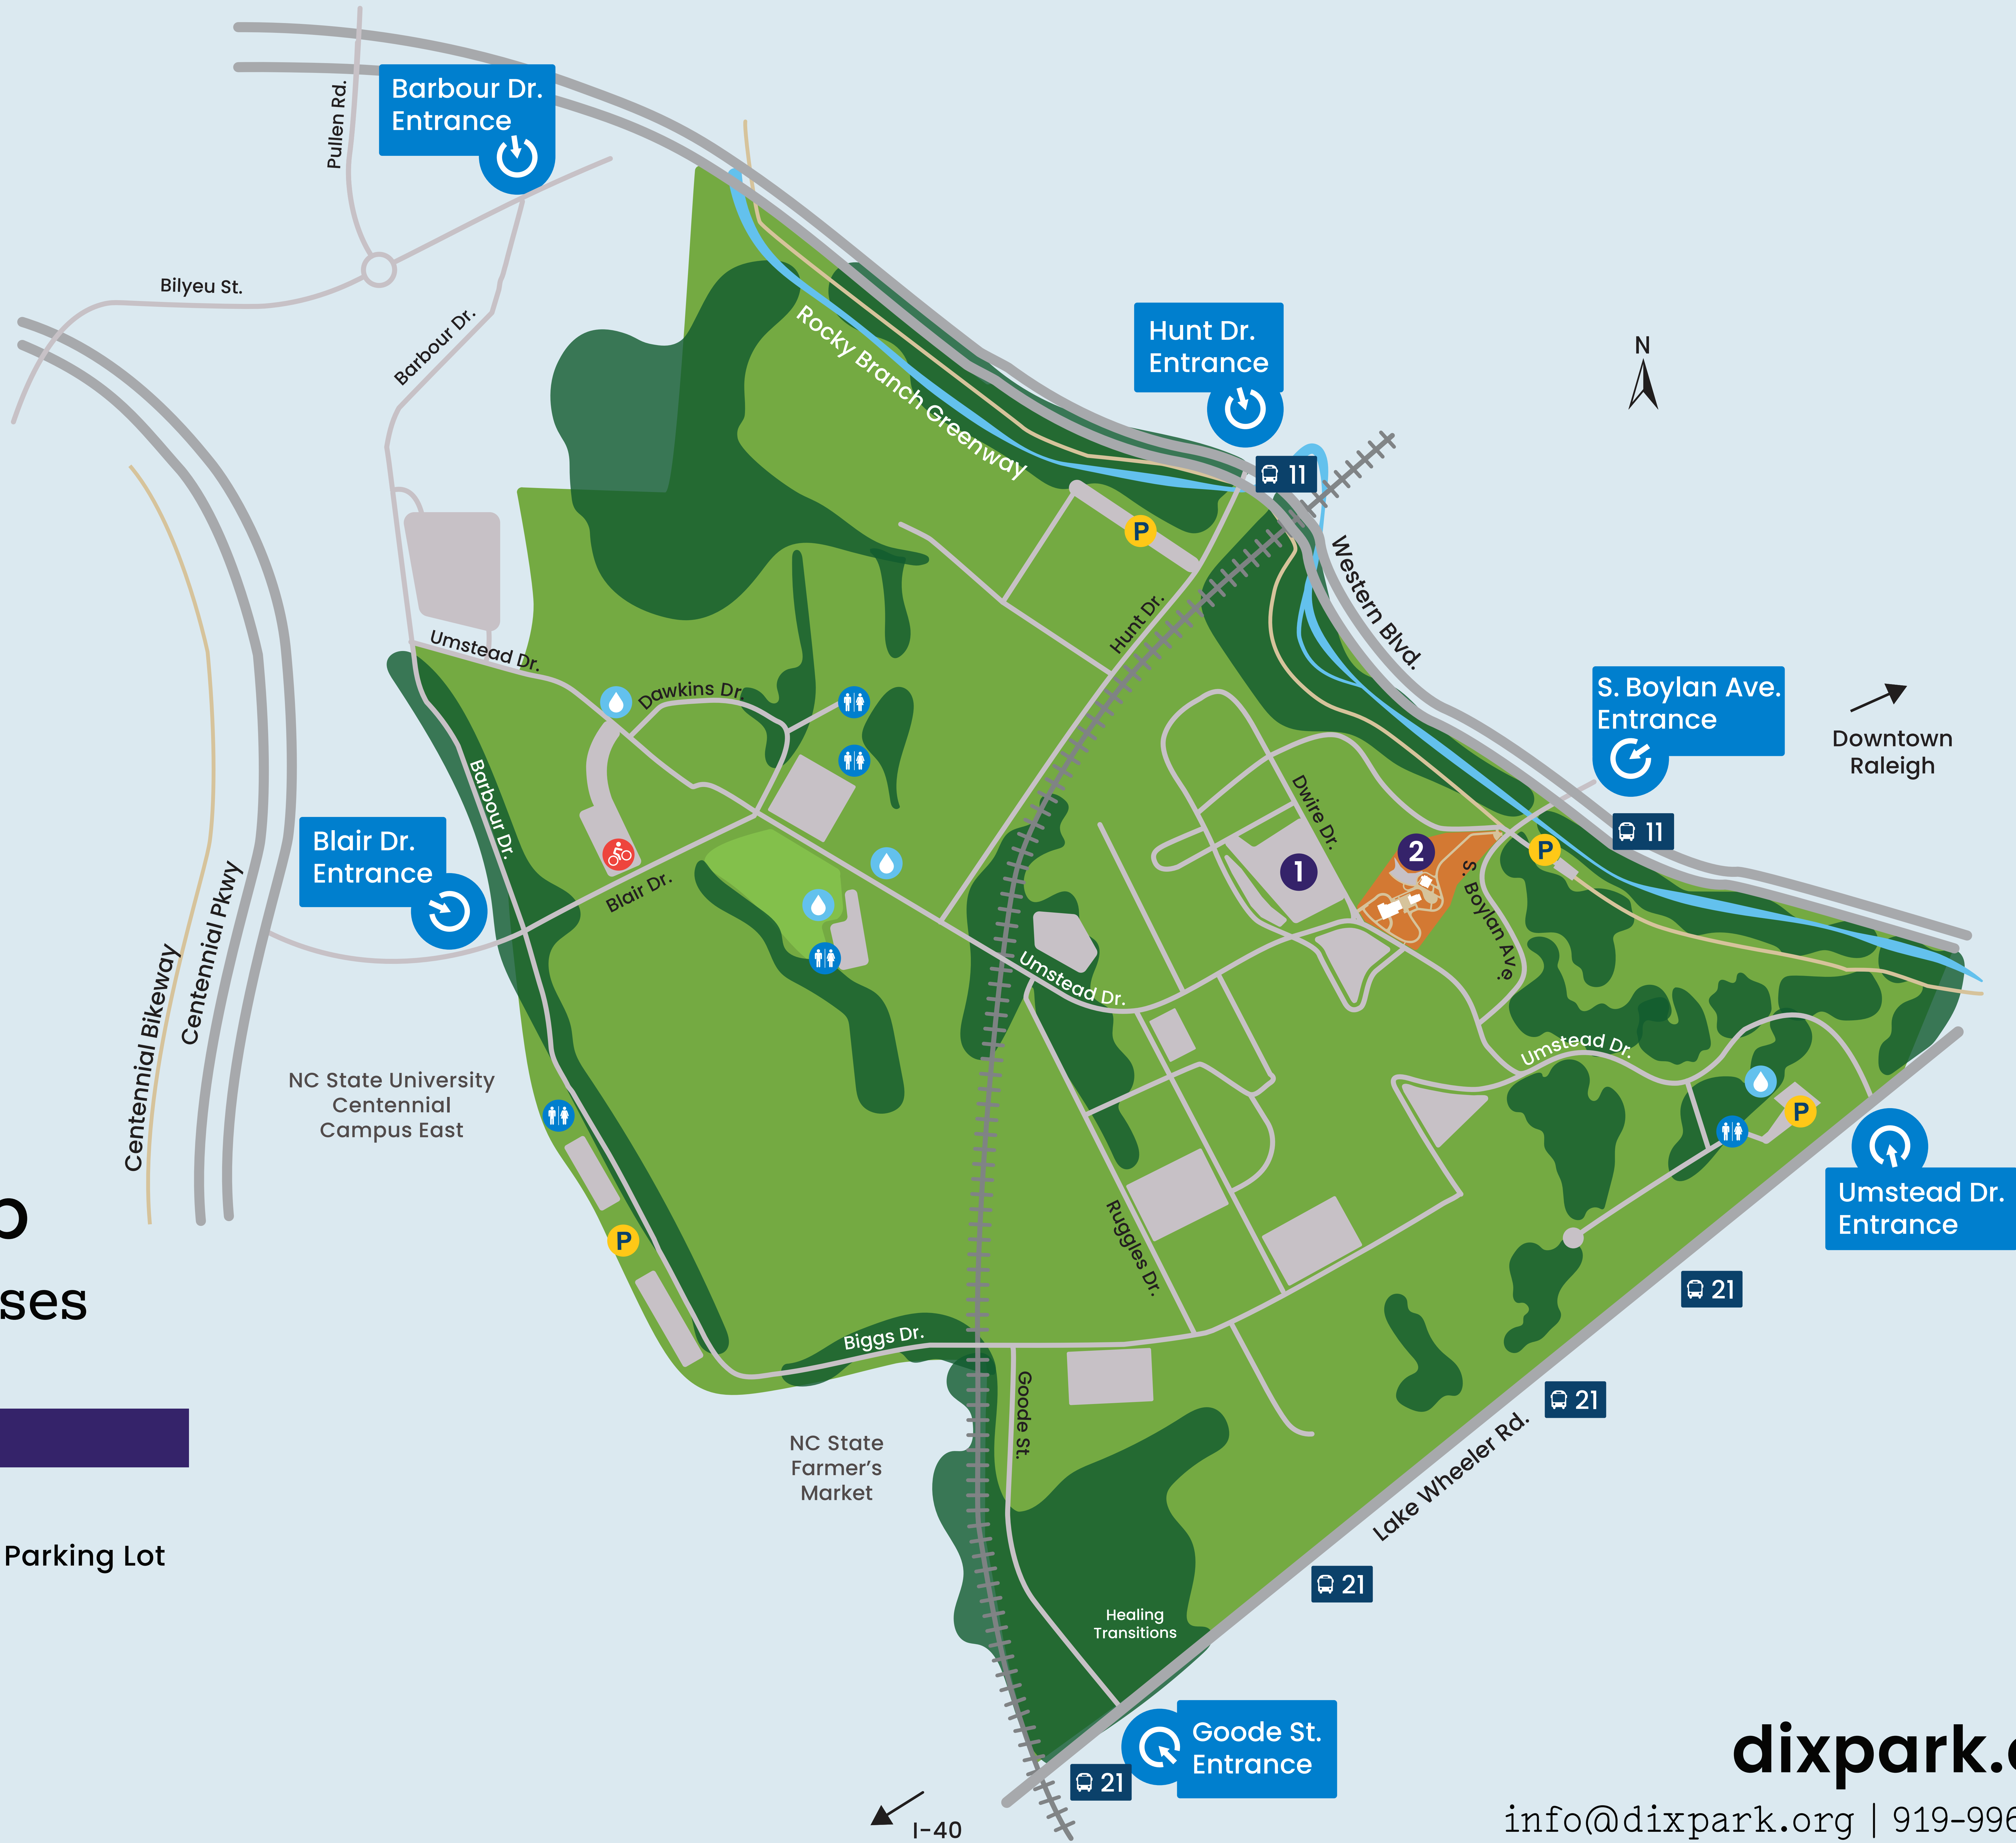 Barbour Dr.
Entrance
Pullen Rd.
Bilyeu St.
Barbour Dr.
Rocky Branch Greenway
Hunt Dr.
Entrance
11
N
P
Western Blvd.
Hunt Dr.
Umstead Dr.
Dawkins Dr.
S. Boylan Ave.
Entrance
Downtown
Raleigh
11
Barbour Dr.
Blair Dr.
Entrance
Blair Dr.
Dwire Dr.
1
2
P
S. Boylan Ave.
Centennial Pkwy
Centennial Bikeway
Umstead Dr.
Umstead Dr.
NC State University
Centennial
Campus East
P
P
Umstead Dr.
Entrance
Ruggles Dr.
21
Biggs Dr.
Goode St.
21
NC State
Farmer's
Market
Lake Wheeler Rd.
21
Healing
Transitions
ses
Parking Lot
Goode St.
Entrance
21
I-40
dixpark.
info@dixpark.org | 919-996